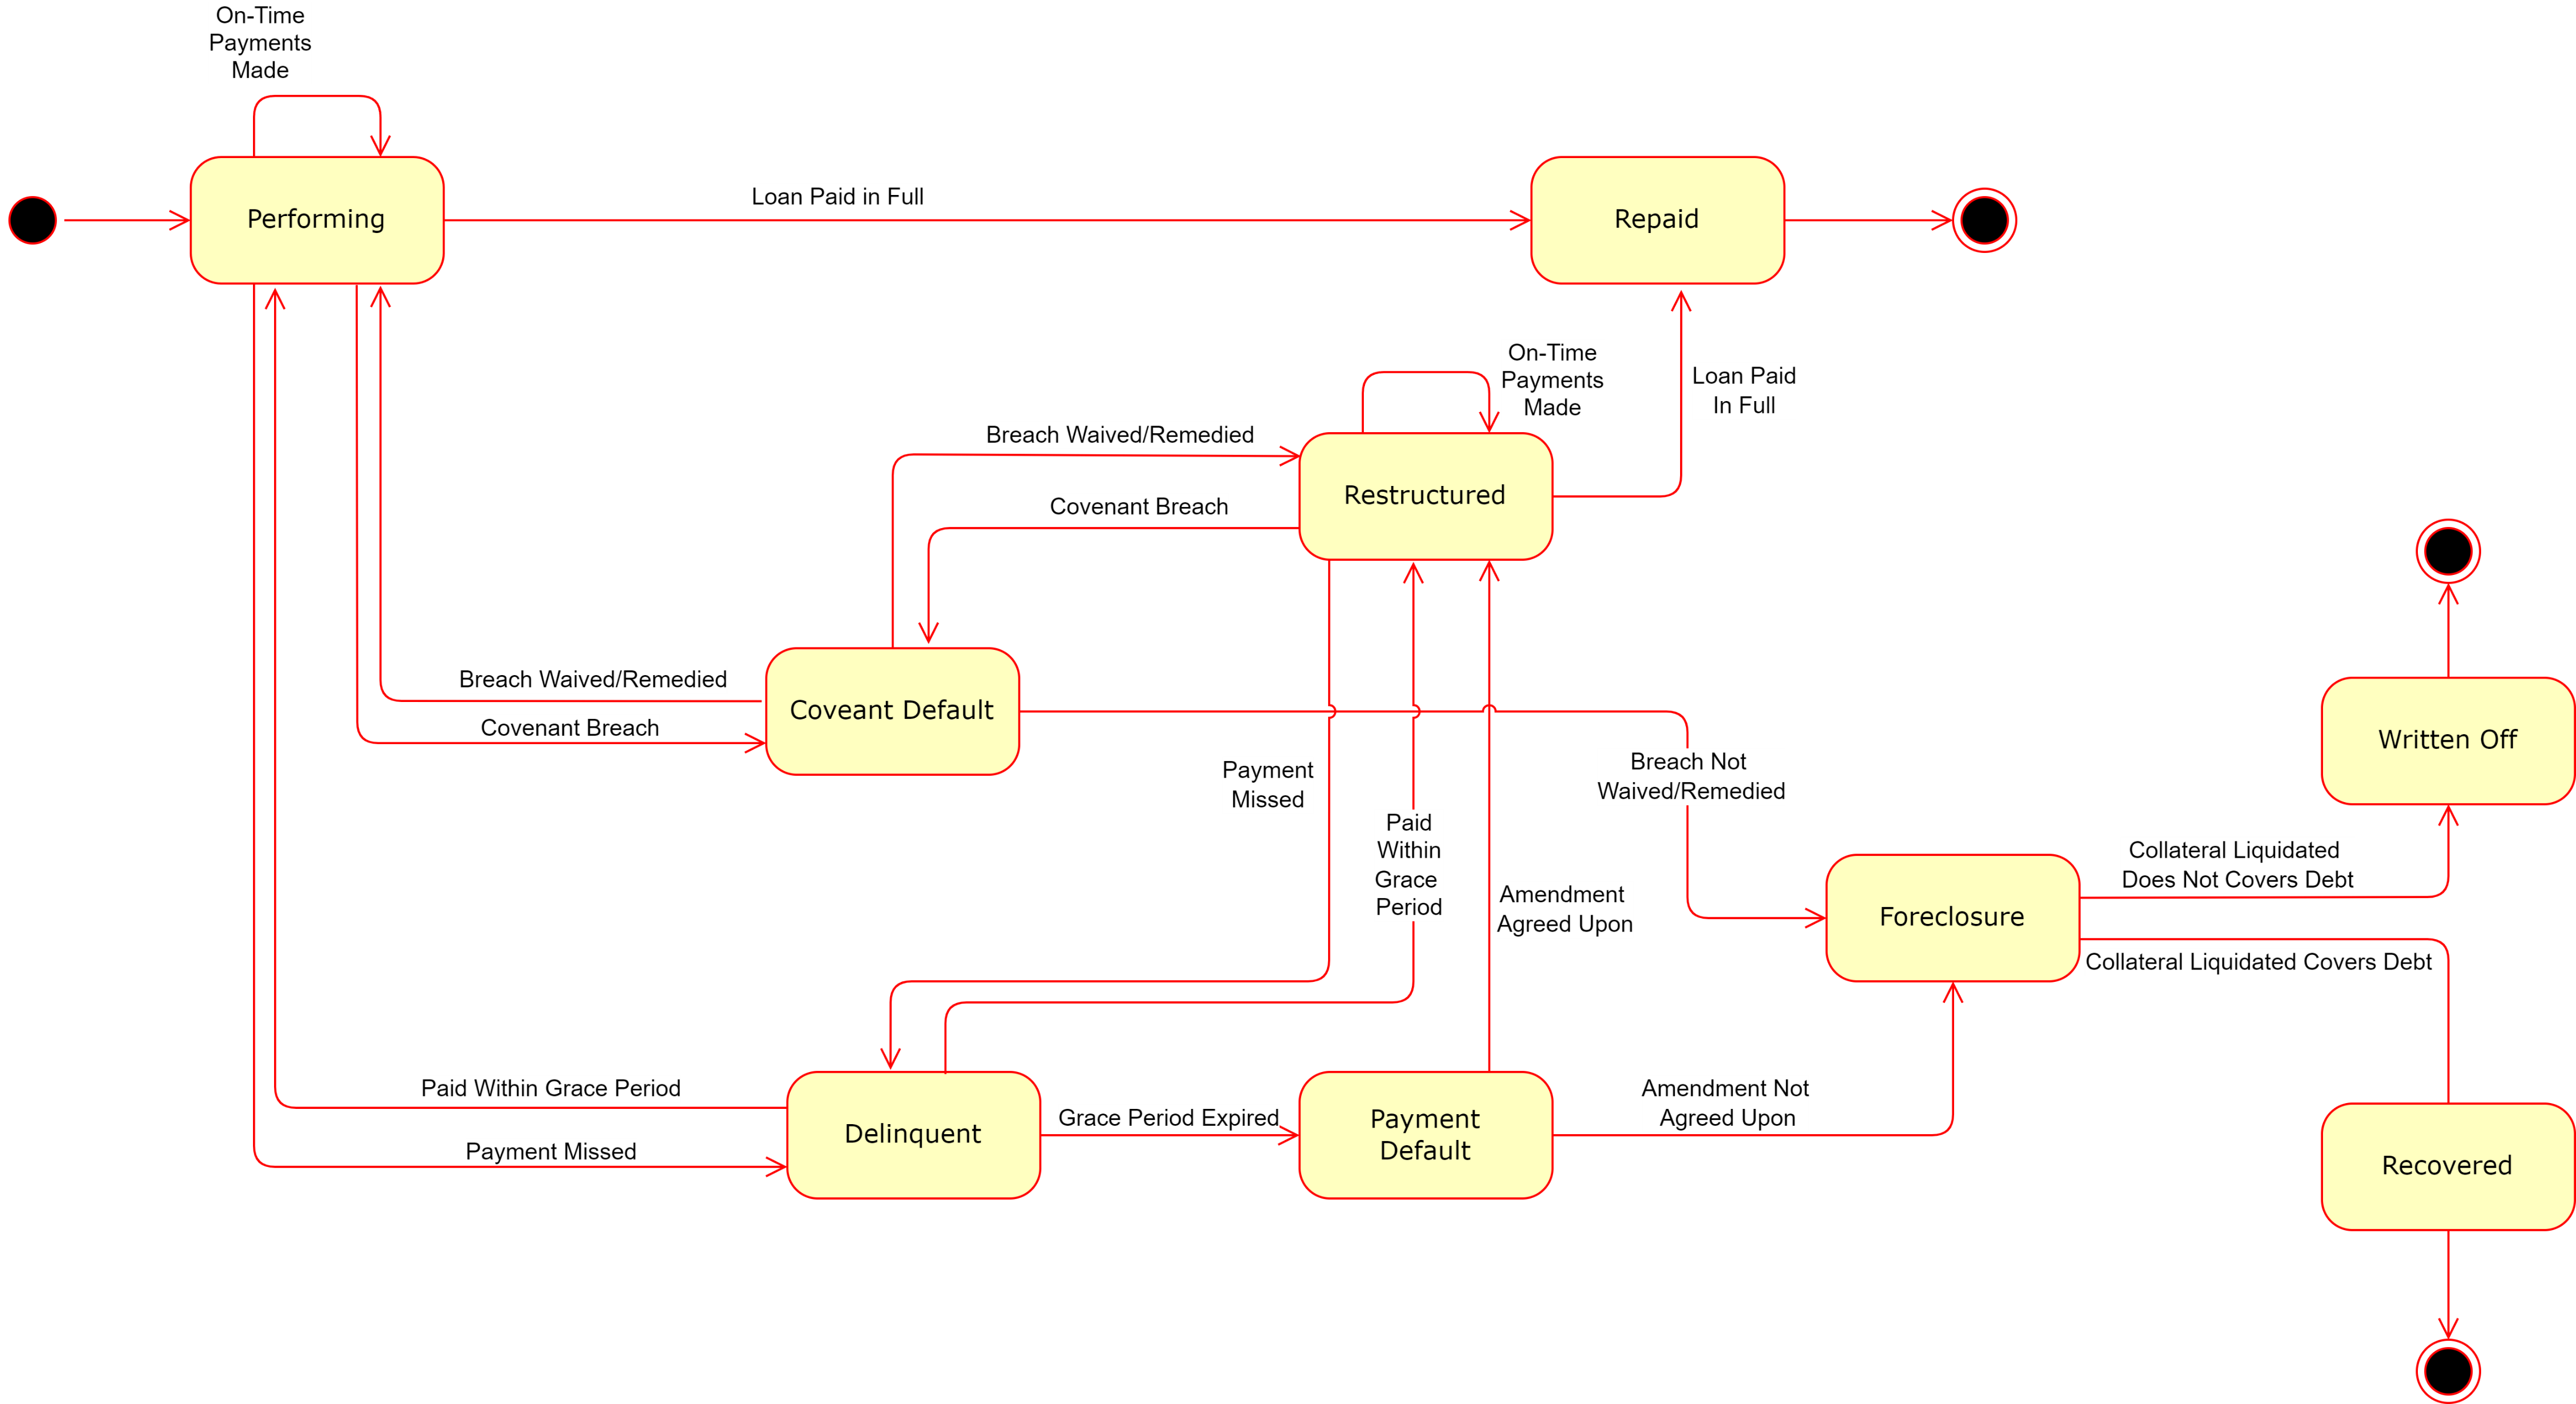 On-Time
Payments
Made
Performing
Loan Paid in Full
Repaid
On-Time
Payments
Made
Loan Paid
In Full
Breach Waived/Remedied
Restructured
Covenant Breach
Breach Waived/Remedied
Coveant Default
Covenant Breach
Written Off
Payment
Missed
Breach Not
Waived/Remedied
Paid
Within
Grace
Period
Amendment
Agreed Upon
Foreclosure
Collateral Liquidated
Does Not Covers Debt
Collateral Liquidated Covers Debt
Paid Within Grace Period
Payment Missed
Delinquent
Grace Period Expired
Payment
Default
Amendment Not
Agreed Upon
Recovered